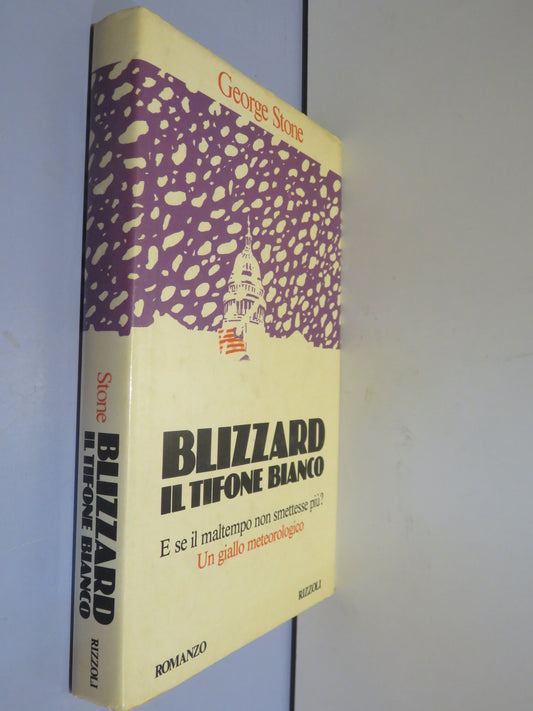 George Stone
BLIZZARD
IL TIFONE BIANCO
E se il maltempo non smettesse più?
Un giallo meteorologico
ROMANZO
RIZZOLI
Stone
BLIZZARD
IL TIFONE BIANCO
RIZZOLI